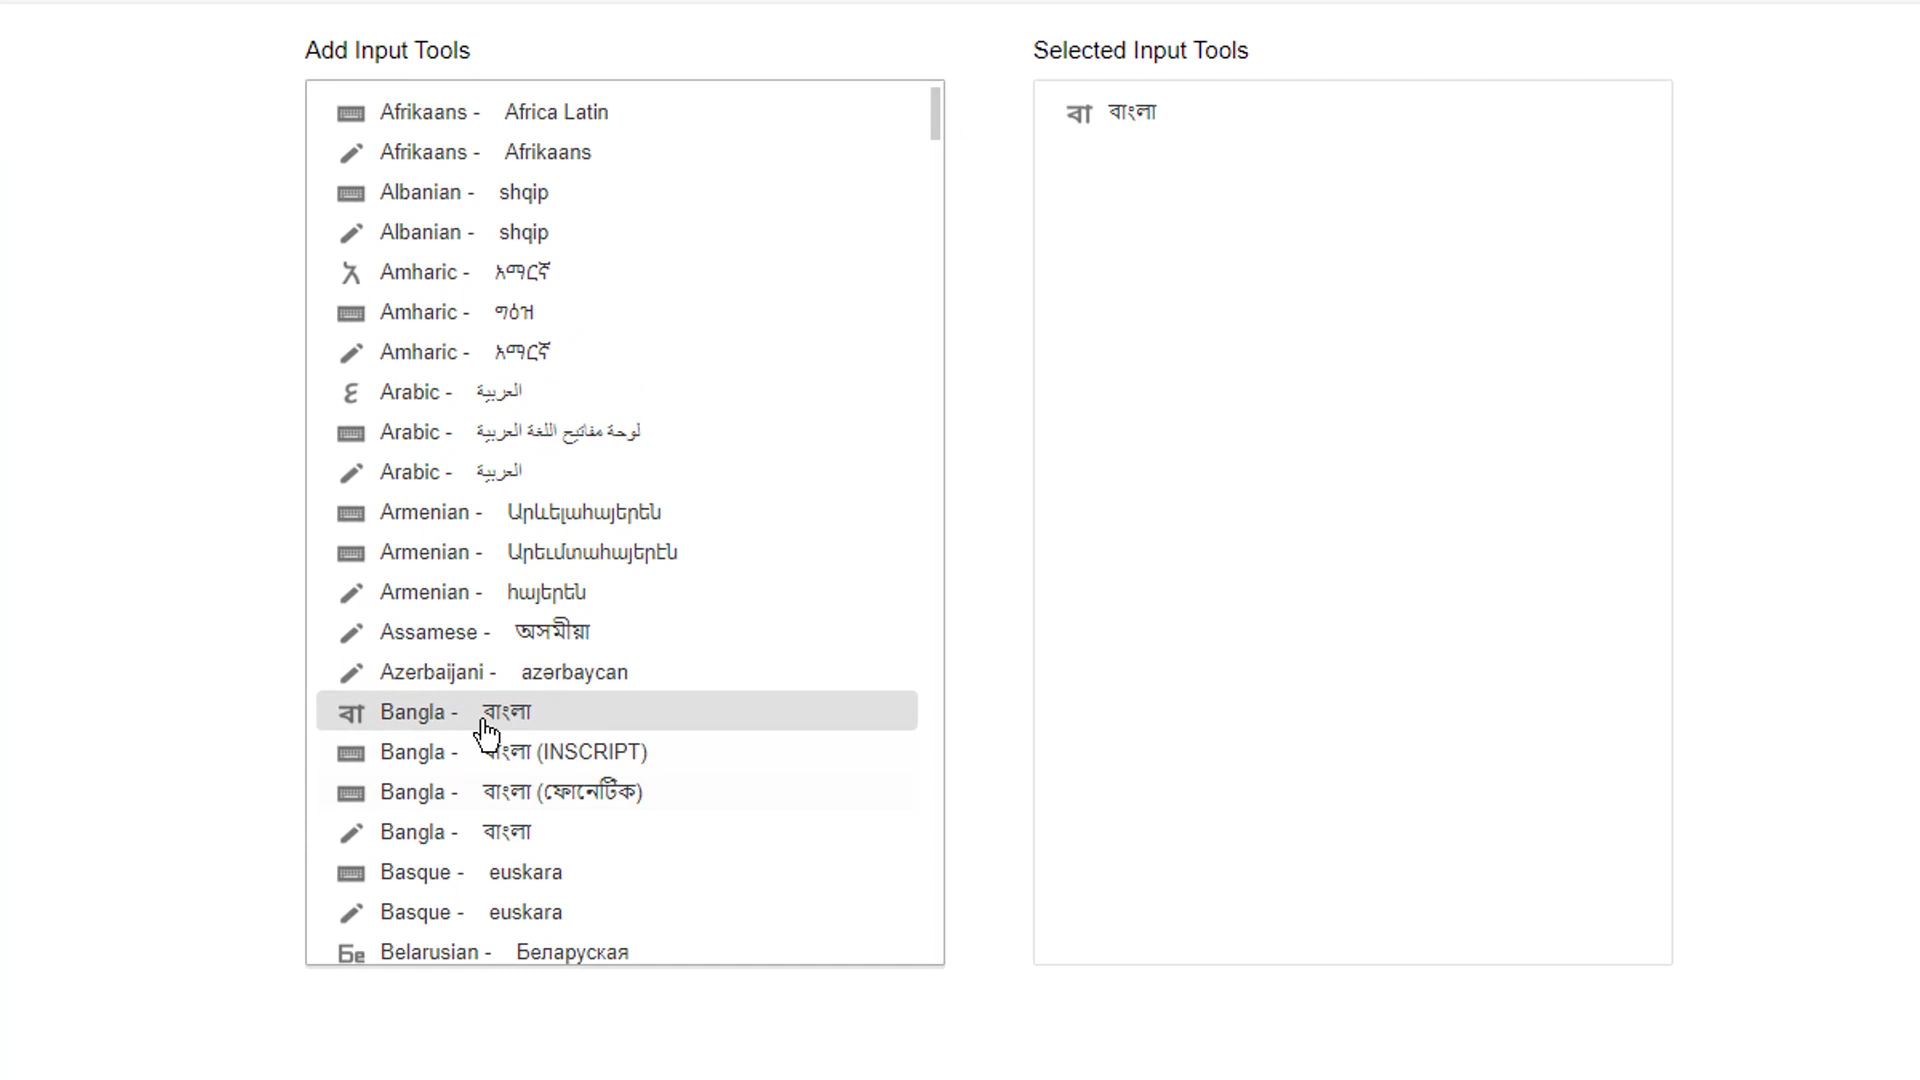 Add Input Tools
Selected Input Tools
Afrikaans - Africa Latin
Afrikaans - Afrikaans
Albanian - shqip
Albanian - shqip
አ Amharic - አማርኛ
Amharic - ግዕዝ
Amharic - አማርኛ
ع Arabic - العربية
Arabic - لوحة مفاتيح اللغة العربية
Arabic - العربية
Armenian - Արևելահայերեն
Armenian - Արեւմտահայերէն
Armenian - հայերեն
Assamese - অসমীয়া
Azerbaijani - azərbaycan
বা Bangla - বাংলা
Bangla - বাংলা (INSCRIPT)
Bangla - বাংলা (ফোনেটিক)
Bangla - বাংলা
Basque - euskara
Basque - euskara
Бе Belarusian - Беларуская
বা বাংলা